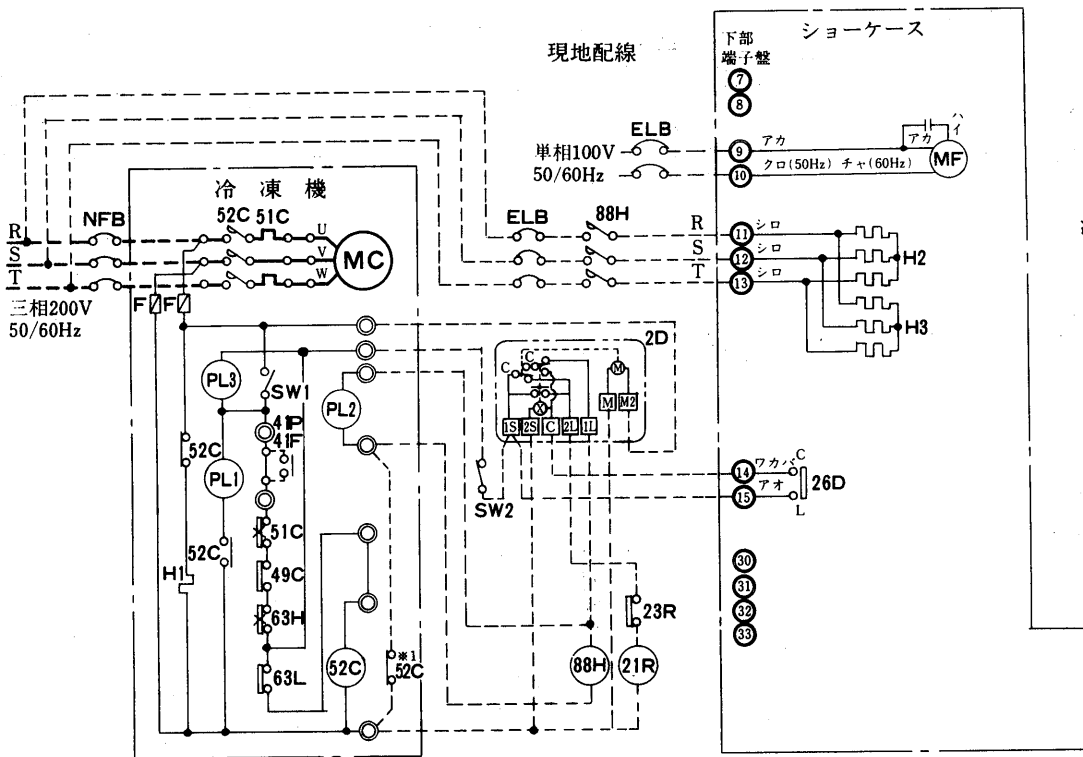 現地配線
ショーケース
下部
端子盤
7
8
ELB
単相100V
50/60Hz
9
アカ
アカ
ハイ
MF
10
クロ(50Hz) チャ(60Hz)
冷凍機
NFB
52C
51C
U
V
W
MC
R
S
T
三相200V
50/60Hz
F
F
ELB
88H
R
S
T
11
シロ
12
シロ
13
シロ
H2
H3
2D
C
C
M
X
1S
2S
C
2L
1L
M
M2
PL3
SW1
PL2
41P
41F
52C
PL1
51C
52C
49C
H1
63H
63L
52C
※1
52C
SW2
14
ワカバ
C
15
アオ
L
26D
23R
88H
21R
30
31
32
33